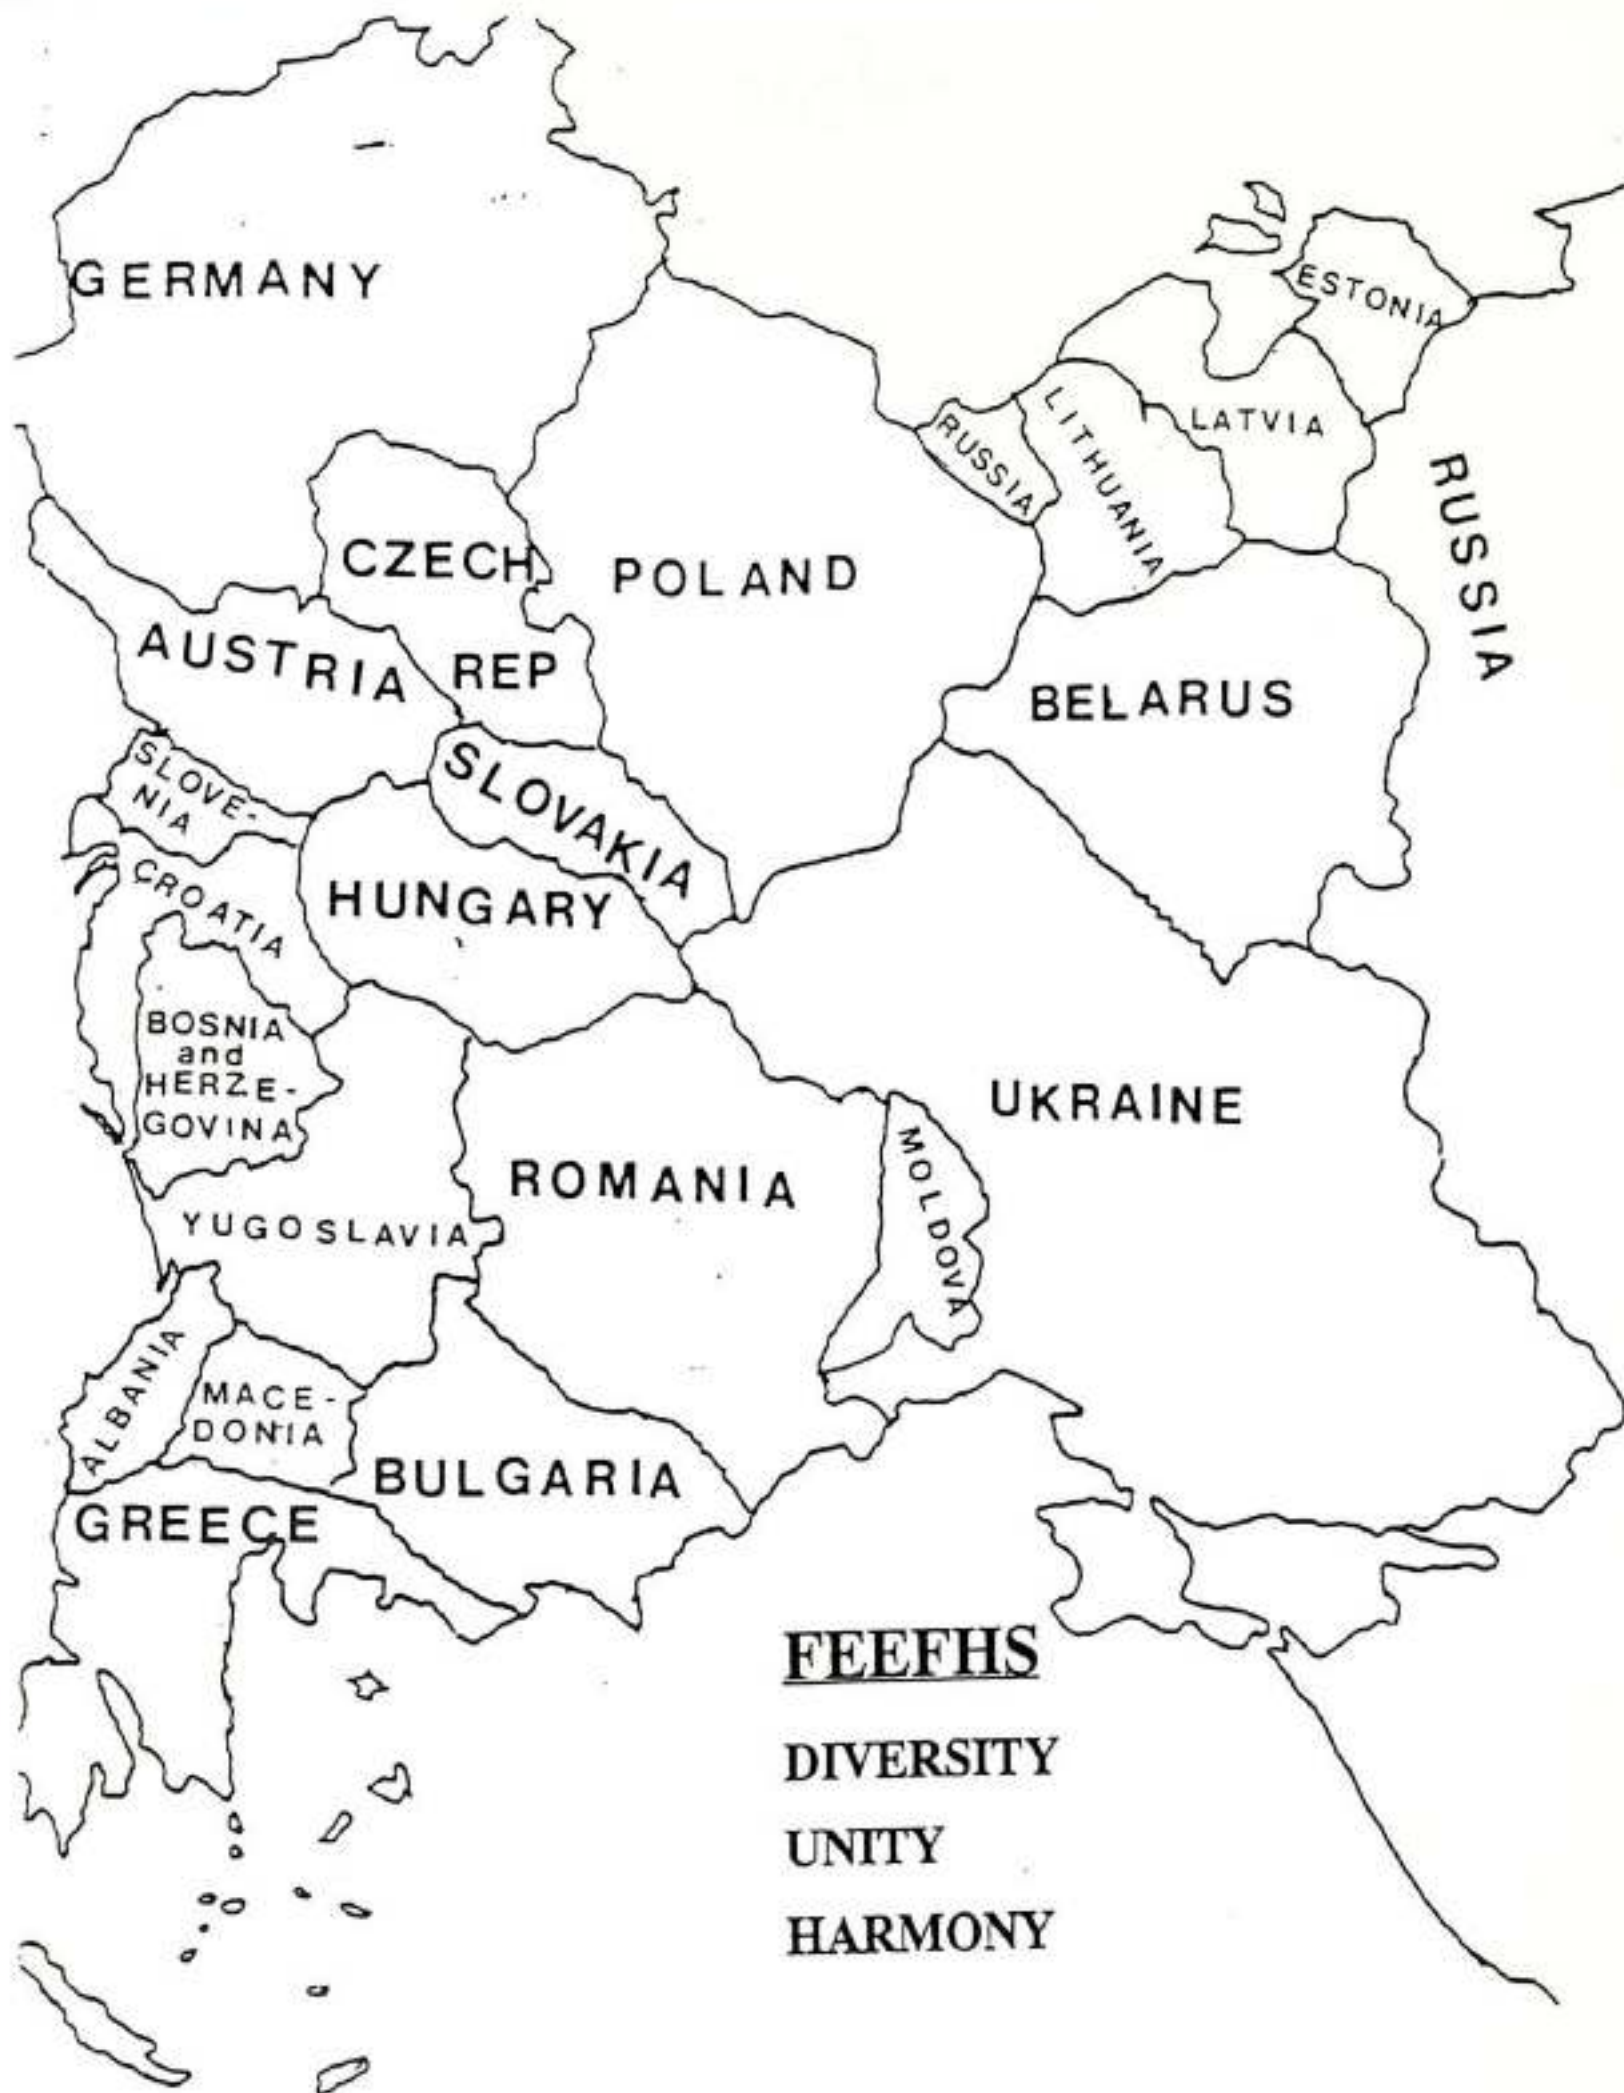 GERMANY
ESTONIA
LATVIA
LITHUANIA
RUSSIA
RUSSIA
CZECH
REP
POLAND
AUSTRIA
BELARUS
SLOVAKIA
SLOVE-
NIA
HUNGARY
CROATIA
BOSNIA
and
HERZE-
GOVINA
UKRAINE
MOLDOVA
ROMANIA
YUGOSLAVIA
ALBANIA
MACE-
DONIA
BULGARIA
GREECE
FEEFHS
DIVERSITY
UNITY
HARMONY